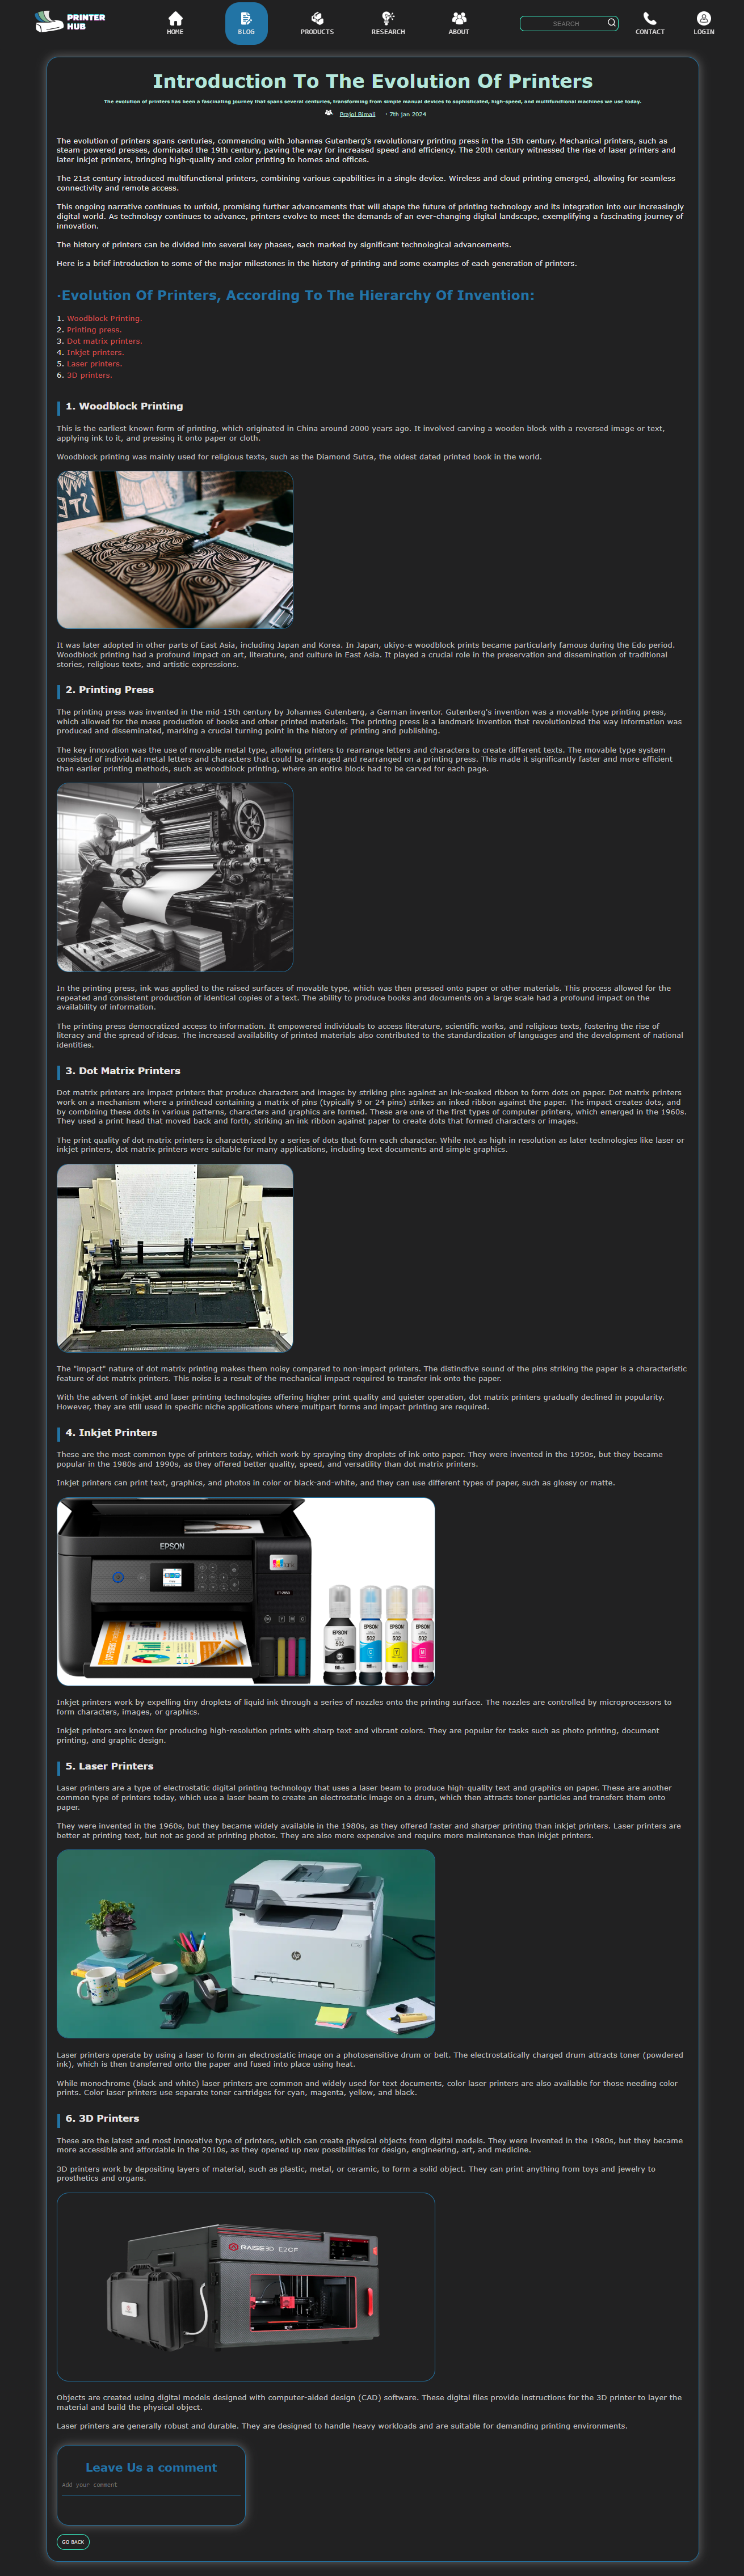 PRINTER
HUB
HOME
BLOG
PRODUCTS
RESEARCH
ABOUT
SEARCH
CONTACT
LOGIN
Introduction To The Evolution Of Printers
The evolution of printers has been a fascinating journey that spans several centuries, transforming from simple manual devices to sophisticated, high-speed, and multifunctional machines we use today.
Prajol Bimali · 7th Jan 2024
The evolution of printers spans centuries, commencing with Johannes Gutenberg's revolutionary printing press in the 15th century. Mechanical printers, such as
steam-powered presses, dominated the 19th century, paving the way for increased speed and efficiency. The 20th century witnessed the rise of laser printers and
later inkjet printers, bringing high-quality and color printing to homes and offices.
The 21st century introduced multifunctional printers, combining various capabilities in a single device. Wireless and cloud printing emerged, allowing for seamless
connectivity and remote access.
This ongoing narrative continues to unfold, promising further advancements that will shape the future of printing technology and its integration into our increasingly
digital world. As technology continues to advance, printers evolve to meet the demands of an ever-changing digital landscape, exemplifying a fascinating journey of
innovation.
The history of printers can be divided into several key phases, each marked by significant technological advancements.
Here is a brief introduction to some of the major milestones in the history of printing and some examples of each generation of printers.
·Evolution Of Printers, According To The Hierarchy Of Invention:
1. Woodblock Printing.
2. Printing press.
3. Dot matrix printers.
4. Inkjet printers.
5. Laser printers.
6. 3D printers.
1. Woodblock Printing
This is the earliest known form of printing, which originated in China around 2000 years ago. It involved carving a wooden block with a reversed image or text,
applying ink to it, and pressing it onto paper or cloth.
Woodblock printing was mainly used for religious texts, such as the Diamond Sutra, the oldest dated printed book in the world.
It was later adopted in other parts of East Asia, including Japan and Korea. In Japan, ukiyo-e woodblock prints became particularly famous during the Edo period.
Woodblock printing had a profound impact on art, literature, and culture in East Asia. It played a crucial role in the preservation and dissemination of traditional
stories, religious texts, and artistic expressions.
2. Printing Press
The printing press was invented in the mid-15th century by Johannes Gutenberg, a German inventor. Gutenberg's invention was a movable-type printing press,
which allowed for the mass production of books and other printed materials. The printing press is a landmark invention that revolutionized the way information was
produced and disseminated, marking a crucial turning point in the history of printing and publishing.
The key innovation was the use of movable metal type, allowing printers to rearrange letters and characters to create different texts. The movable type system
consisted of individual metal letters and characters that could be arranged and rearranged on a printing press. This made it significantly faster and more efficient
than earlier printing methods, such as woodblock printing, where an entire block had to be carved for each page.
In the printing press, ink was applied to the raised surfaces of movable type, which was then pressed onto paper or other materials. This process allowed for the
repeated and consistent production of identical copies of a text. The ability to produce books and documents on a large scale had a profound impact on the
availability of information.
The printing press democratized access to information. It empowered individuals to access literature, scientific works, and religious texts, fostering the rise of
literacy and the spread of ideas. The increased availability of printed materials also contributed to the standardization of languages and the development of national
identities.
3. Dot Matrix Printers
Dot matrix printers are impact printers that produce characters and images by striking pins against an ink-soaked ribbon to form dots on paper. Dot matrix printers
work on a mechanism where a printhead containing a matrix of pins (typically 9 or 24 pins) strikes an inked ribbon against the paper. The impact creates dots, and
by combining these dots in various patterns, characters and graphics are formed. These are one of the first types of computer printers, which emerged in the 1960s.
They used a print head that moved back and forth, striking an ink ribbon against paper to create dots that formed characters or images.
The print quality of dot matrix printers is characterized by a series of dots that form each character. While not as high in resolution as later technologies like laser or
inkjet printers, dot matrix printers were suitable for many applications, including text documents and simple graphics.
The "impact" nature of dot matrix printing makes them noisy compared to non-impact printers. The distinctive sound of the pins striking the paper is a characteristic
feature of dot matrix printers. This noise is a result of the mechanical impact required to transfer ink onto the paper.
With the advent of inkjet and laser printing technologies offering higher print quality and quieter operation, dot matrix printers gradually declined in popularity.
However, they are still used in specific niche applications where multipart forms and impact printing are required.
4. Inkjet Printers
These are the most common type of printers today, which work by spraying tiny droplets of ink onto paper. They were invented in the 1950s, but they became
popular in the 1980s and 1990s, as they offered better quality, speed, and versatility than dot matrix printers.
Inkjet printers can print text, graphics, and photos in color or black-and-white, and they can use different types of paper, such as glossy or matte.
EPSON
EPSON
502
EPSON
502
EPSON
502
EPSON
502
Inkjet printers work by expelling tiny droplets of liquid ink through a series of nozzles onto the printing surface. The nozzles are controlled by microprocessors to
form characters, images, or graphics.
Inkjet printers are known for producing high-resolution prints with sharp text and vibrant colors. They are popular for tasks such as photo printing, document
printing, and graphic design.
5. Laser Printers
Laser printers are a type of electrostatic digital printing technology that uses a laser beam to produce high-quality text and graphics on paper. These are another
common type of printers today, which use a laser beam to create an electrostatic image on a drum, which then attracts toner particles and transfers them onto
paper.
They were invented in the 1960s, but they became widely available in the 1980s, as they offered faster and sharper printing than inkjet printers. Laser printers are
better at printing text, but not as good at printing photos. They are also more expensive and require more maintenance than inkjet printers.
hp
Laser printers operate by using a laser to form an electrostatic image on a photosensitive drum or belt. The electrostatically charged drum attracts toner (powdered
ink), which is then transferred onto the paper and fused into place using heat.
While monochrome (black and white) laser printers are common and widely used for text documents, color laser printers are also available for those needing color
prints. Color laser printers use separate toner cartridges for cyan, magenta, yellow, and black.
6. 3D Printers
These are the latest and most innovative type of printers, which can create physical objects from digital models. They were invented in the 1980s, but they became
more accessible and affordable in the 2010s, as they opened up new possibilities for design, engineering, art, and medicine.
3D printers work by depositing layers of material, such as plastic, metal, or ceramic, to form a solid object. They can print anything from toys and jewelry to
prosthetics and organs.
RAISE3D E2CF
Objects are created using digital models designed with computer-aided design (CAD) software. These digital files provide instructions for the 3D printer to layer the
material and build the physical object.
Laser printers are generally robust and durable. They are designed to handle heavy workloads and are suitable for demanding printing environments.
Leave Us a comment
Add your comment
GO BACK